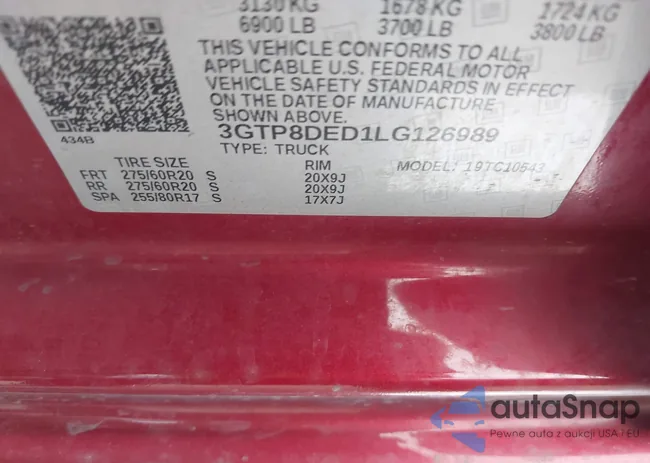 3130 KG 1678 KG 1724 KG
6900 LB 3700 LB 3800 LB
THIS VEHICLE CONFORMS TO ALL
APPLICABLE U.S. FEDERAL MOTOR
VEHICLE SAFETY STANDARDS IN EFFECT
ON THE DATE OF MANUFACTURE
SHOWN ABOVE.
434B
3GTP8DED1LG126989
TYPE: TRUCK MODEL: 19TC10543
TIRE SIZE RIM
FRT 275/60R20 S 20X9J
RR 275/60R20 S 20X9J
SPA 255/80R17 S 17X7J
autaSnap
Pewne auta z aukcji USA / EU